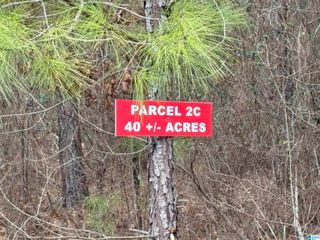 PARCEL 2C
40 +/- ACRES